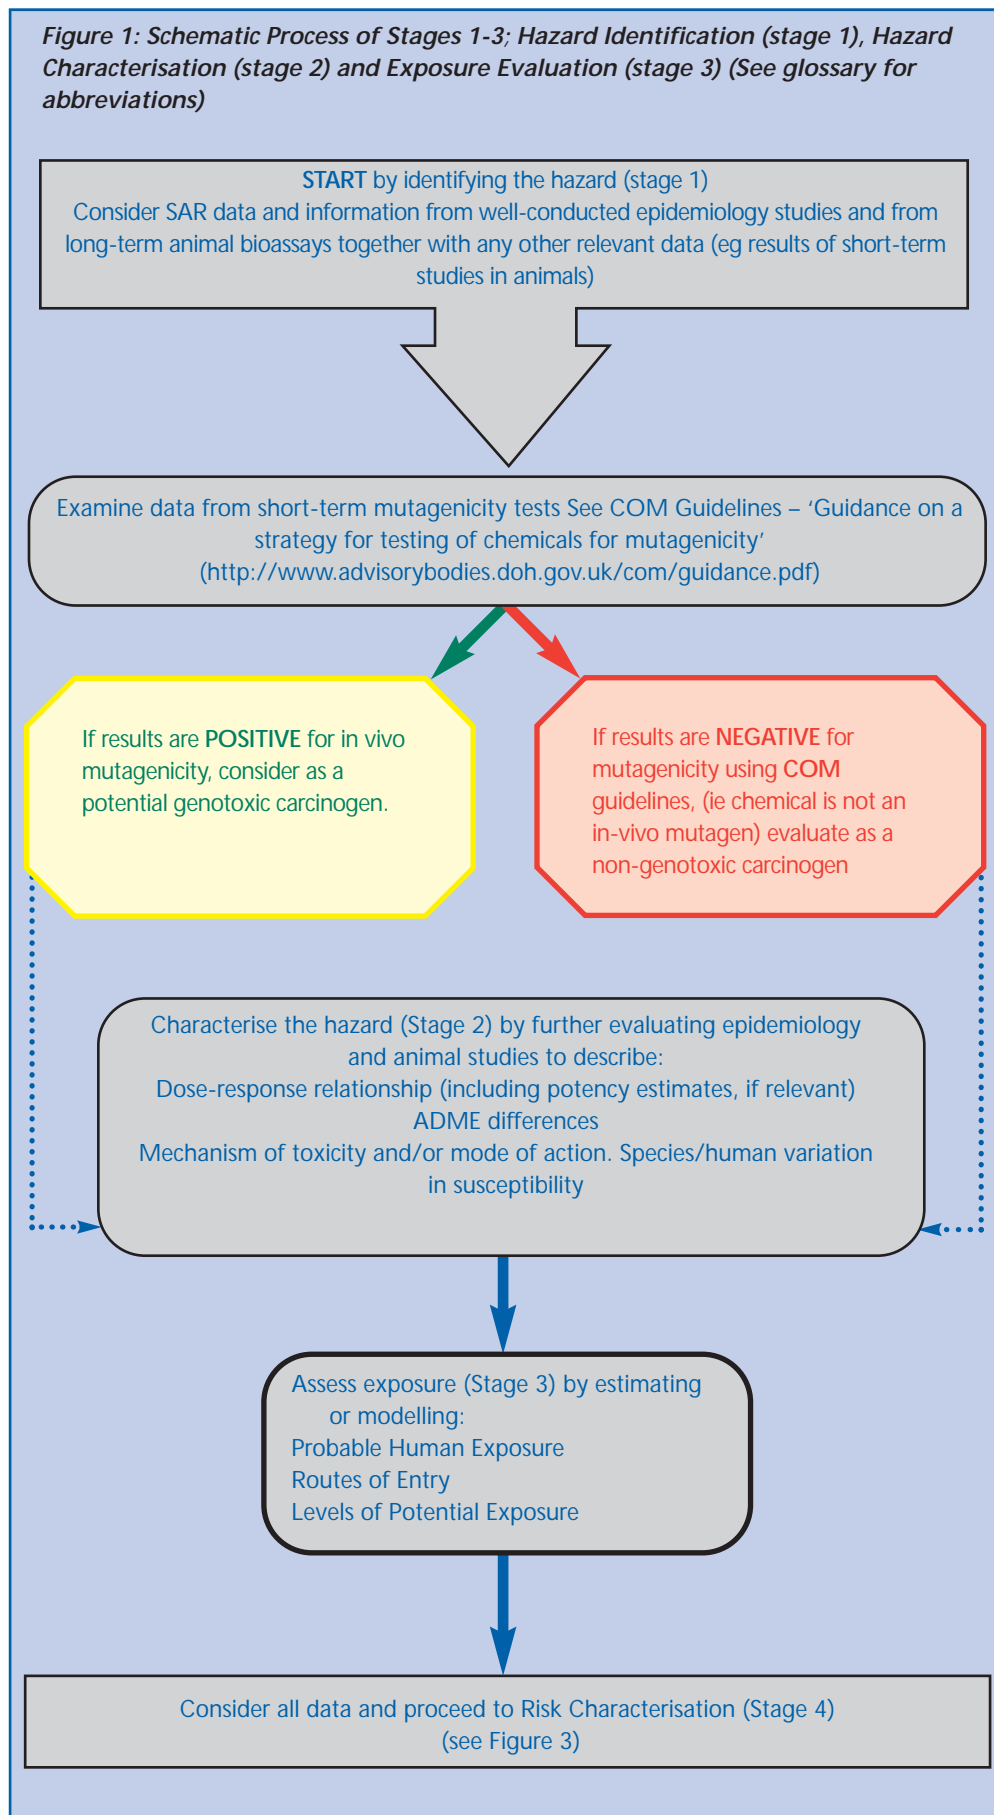 Figure 1: Schematic Process of Stages 1-3; Hazard Identification (stage 1), Hazard
Characterisation (stage 2) and Exposure Evaluation (stage 3) (See glossary for
abbreviations)
START by identifying the hazard (stage 1)
Consider SAR data and information from well-conducted epidemiology studies and from
long-term animal bioassays together with any other relevant data (eg results of short-term
studies in animals)
Examine data from short-term mutagenicity tests See COM Guidelines – ‘Guidance on a
strategy for testing of chemicals for mutagenicity’
(http://www.advisorybodies.doh.gov.uk/com/guidance.pdf)
If results are POSITIVE for in vivo
mutagenicity, consider as a
potential genotoxic carcinogen.
If results are NEGATIVE for
mutagenicity using COM
guidelines, (ie chemical is not an
in-vivo mutagen) evaluate as a
non-genotoxic carcinogen
Characterise the hazard (Stage 2) by further evaluating epidemiology
and animal studies to describe:
Dose-response relationship (including potency estimates, if relevant)
ADME differences
Mechanism of toxicity and/or mode of action. Species/human variation
in susceptibility
Assess exposure (Stage 3) by estimating
or modelling:
Probable Human Exposure
Routes of Entry
Levels of Potential Exposure
Consider all data and proceed to Risk Characterisation (Stage 4)
(see Figure 3)